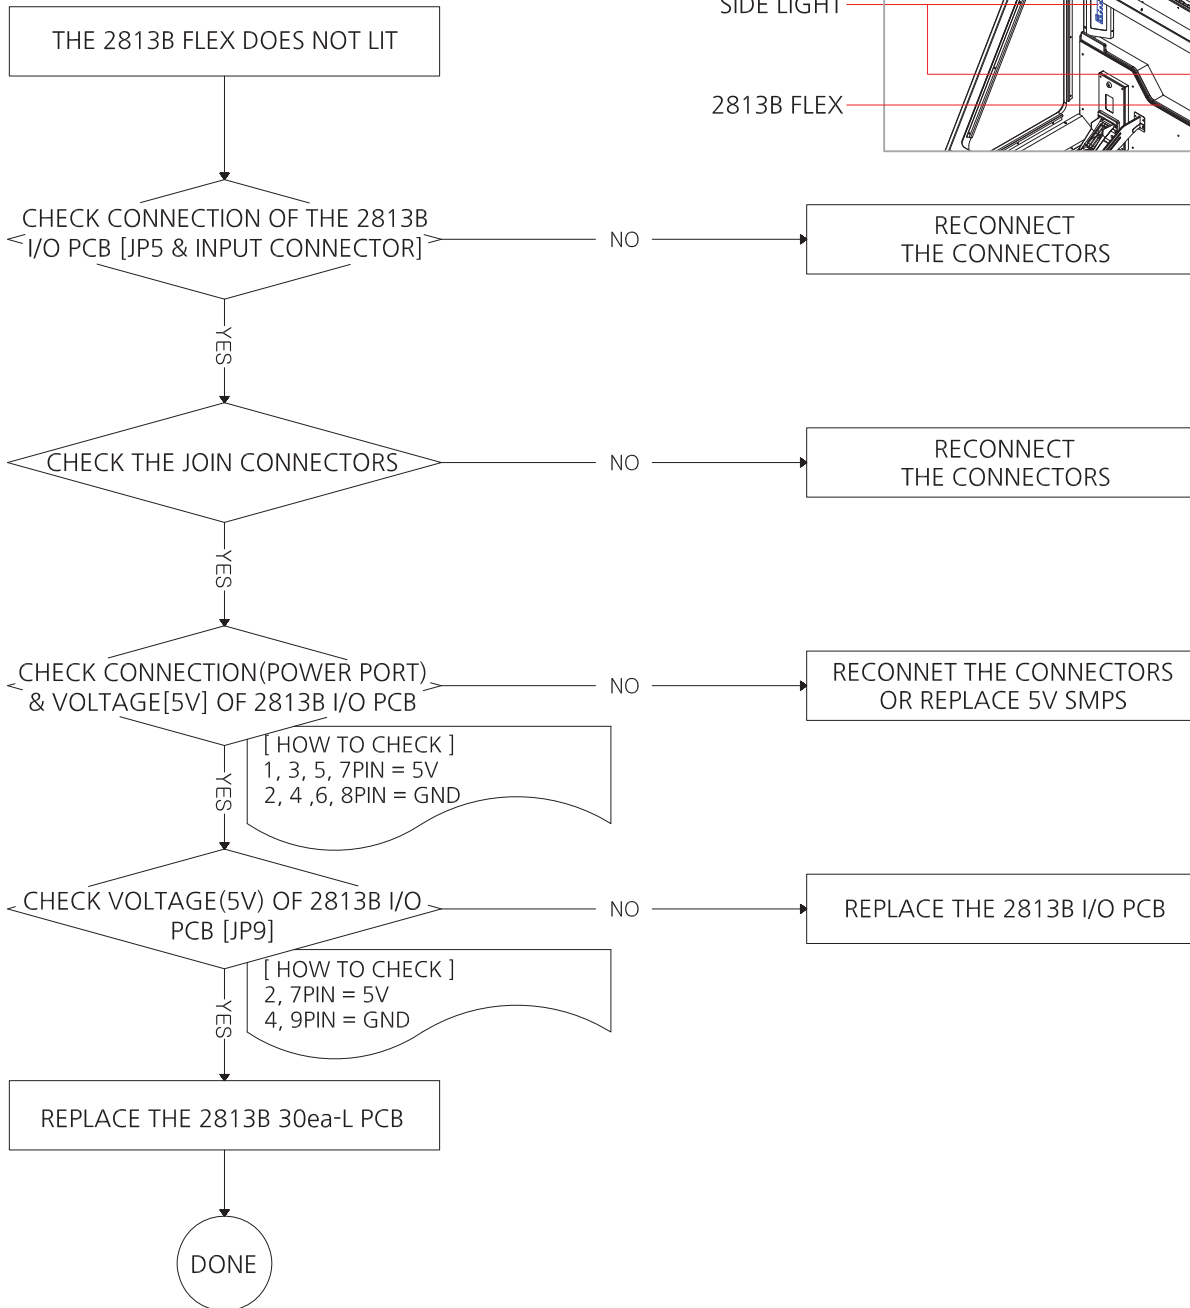 SIDE LIGHT
2813B FLEX
THE 2813B FLEX DOES NOT LIT
CHECK CONNECTION OF THE 2813B
I/O PCB [JP5 & INPUT CONNECTOR]
NO
RECONNECT
THE CONNECTORS
YES
CHECK THE JOIN CONNECTORS
NO
RECONNECT
THE CONNECTORS
YES
CHECK CONNECTION(POWER PORT)
& VOLTAGE[5V] OF 2813B I/O PCB
NO
RECONNET THE CONNECTORS
OR REPLACE 5V SMPS
[ HOW TO CHECK ]
1, 3, 5, 7PIN = 5V
2, 4 ,6, 8PIN = GND
YES
CHECK VOLTAGE(5V) OF 2813B I/O
PCB [JP9]
NO
REPLACE THE 2813B I/O PCB
[ HOW TO CHECK ]
2, 7PIN = 5V
4, 9PIN = GND
YES
REPLACE THE 2813B 30ea-L PCB
DONE